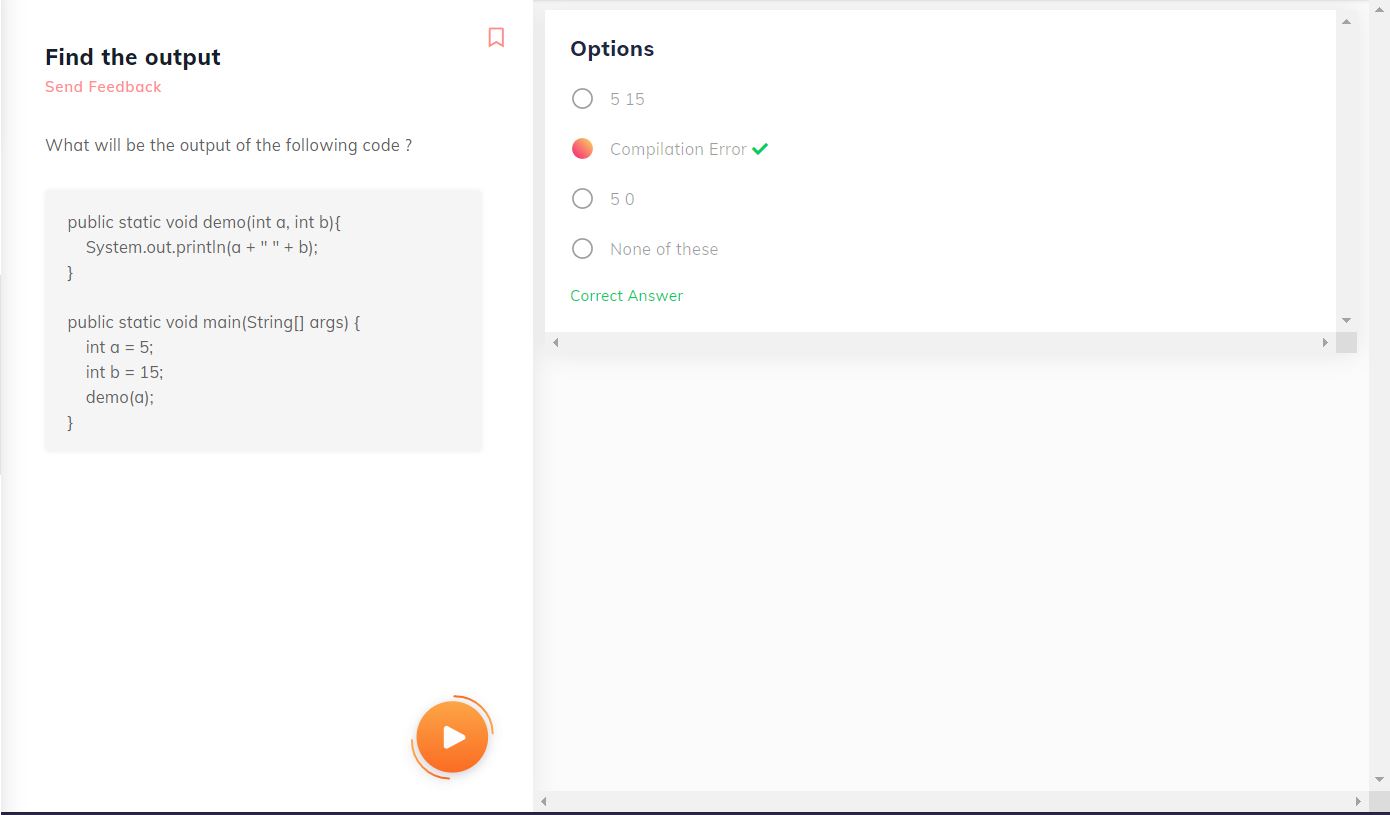 Find the output
Send Feedback
What will be the output of the following code ?
public static void demo(int a, int b){
    System.out.println(a + " " + b);
}
public static void main(String[] args) {
    int a = 5;
    int b = 15;
    demo(a);
}
Options
5 15
Compilation Error
5 0
None of these
Correct Answer